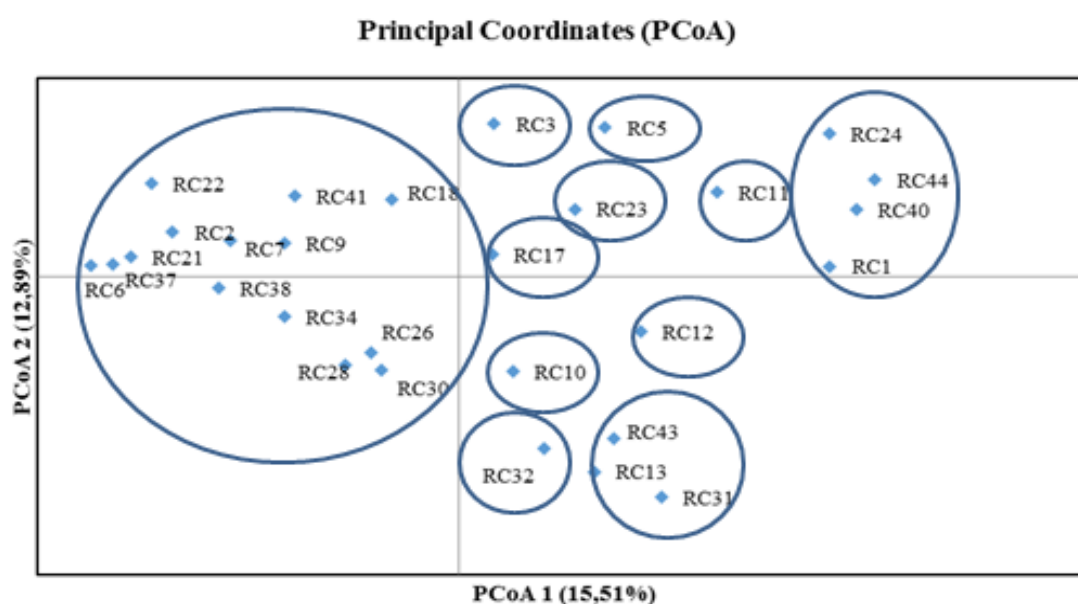 Principal Coordinates (PCoA)
RC3
RC5
RC24
RC22
RC41
RC18
RC11
RC44
RC23
RC40
RC2
RC7
RC9
RC17
RC21
RC1
RC6
RC37
RC38
RC34
RC26
RC12
RC28
RC30
RC10
RC43
RC32
RC13
RC31
PCoA 2 (12,89%)
PCoA 1 (15,51%)